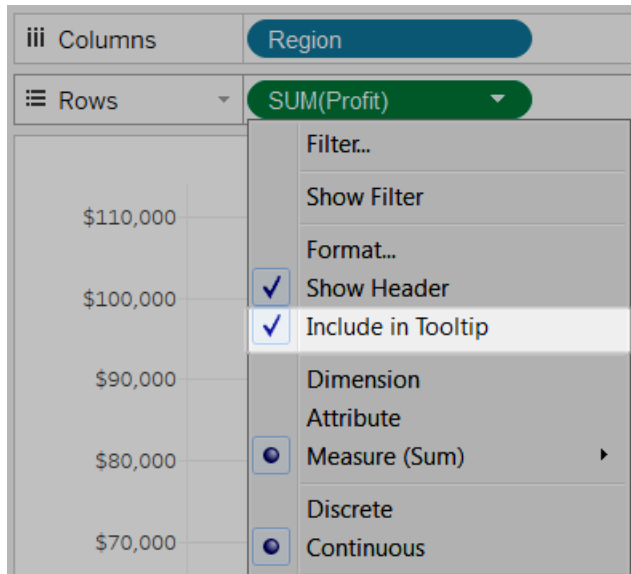 Columns
Region
Rows
SUM(Profit)
Filter...
Show Filter
$110,000
Format...
Show Header
$100,000
Include in Tooltip
$90,000
Dimension
Attribute
$80,000
Measure (Sum)
Discrete
$70,000
Continuous